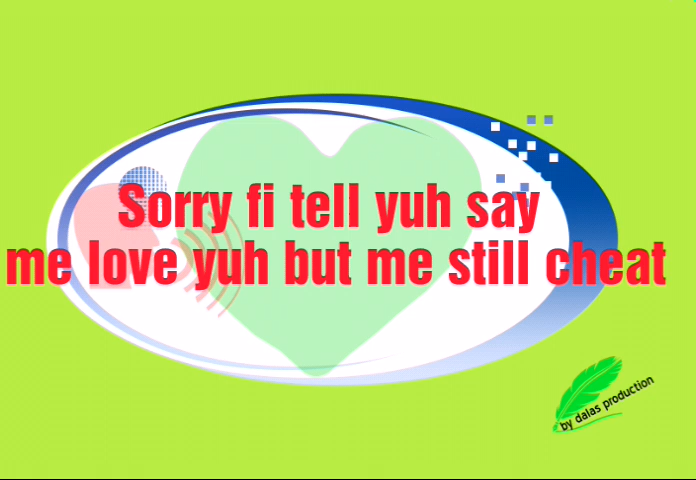 Sorry fi tell yuh say
me love yuh but me still cheat
by dalas production